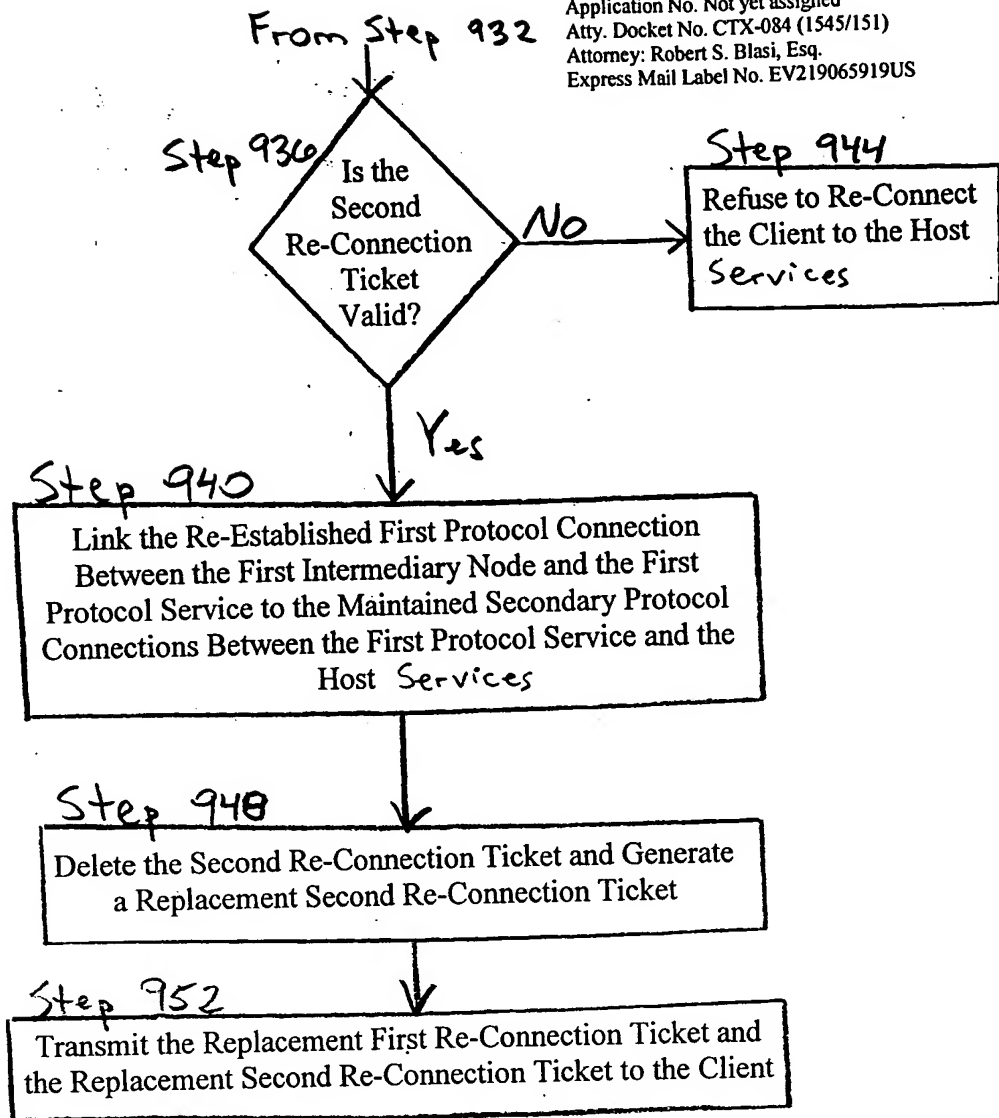 Application No. Not yet assigned
Atty. Docket No. CTX-084 (1545/151)
Attorney: Robert S. Blasi, Esq.
Express Mail Label No. EV219065919US
From Step 932
Step 936
Is the
Second
Re-Connection
Ticket
Valid?
No
Step 944
Refuse to Re-Connect
the Client to the Host
Services
Yes
Step 940
Link the Re-Established First Protocol Connection
Between the First Intermediary Node and the First
Protocol Service to the Maintained Secondary Protocol
Connections Between the First Protocol Service and the
Host Services
Step 948
Delete the Second Re-Connection Ticket and Generate
a Replacement Second Re-Connection Ticket
Step 952
Transmit the Replacement First Re-Connection Ticket and
the Replacement Second Re-Connection Ticket to the Client